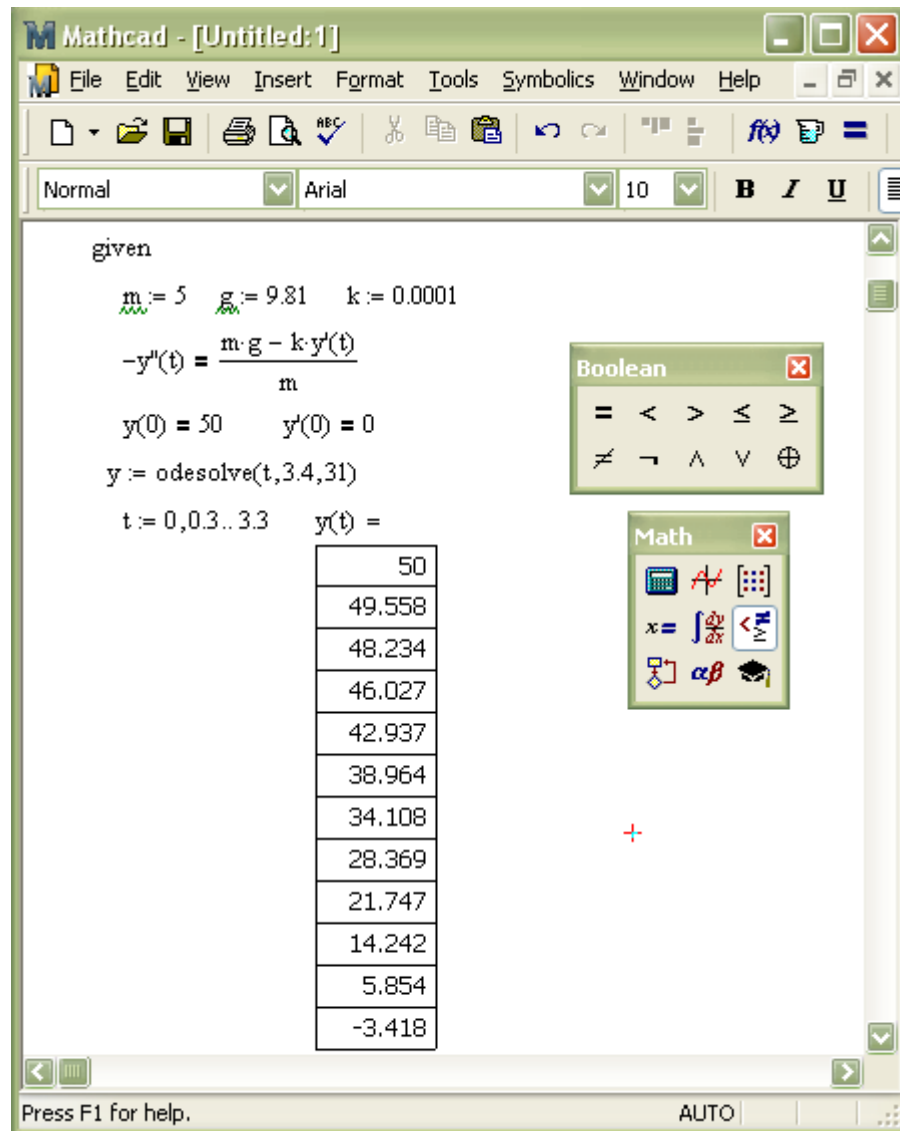 Mathcad - [Untitled:1]
File Edit View Insert Format Tools Symbolics Window Help
ABC f(x) =
Normal Arial 10 B I U
given
m := 5 g := 9.81 k := 0.0001
-y''(t) = (m·g - k·y'(t))/m
y(0) = 50 y'(0) = 0
y := odesolve(t,3.4,31)
t := 0,0.3.. 3.3 y(t) =
50
49.558
48.234
46.027
42.937
38.964
34.108
28.369
21.747
14.242
5.854
-3.418
Boolean
= < > ≤ ≥
≠ ¬ ∧ ∨ ⊕
Math
x= ∫ dy/dx <≠≥
αβ
Press F1 for help. AUTO